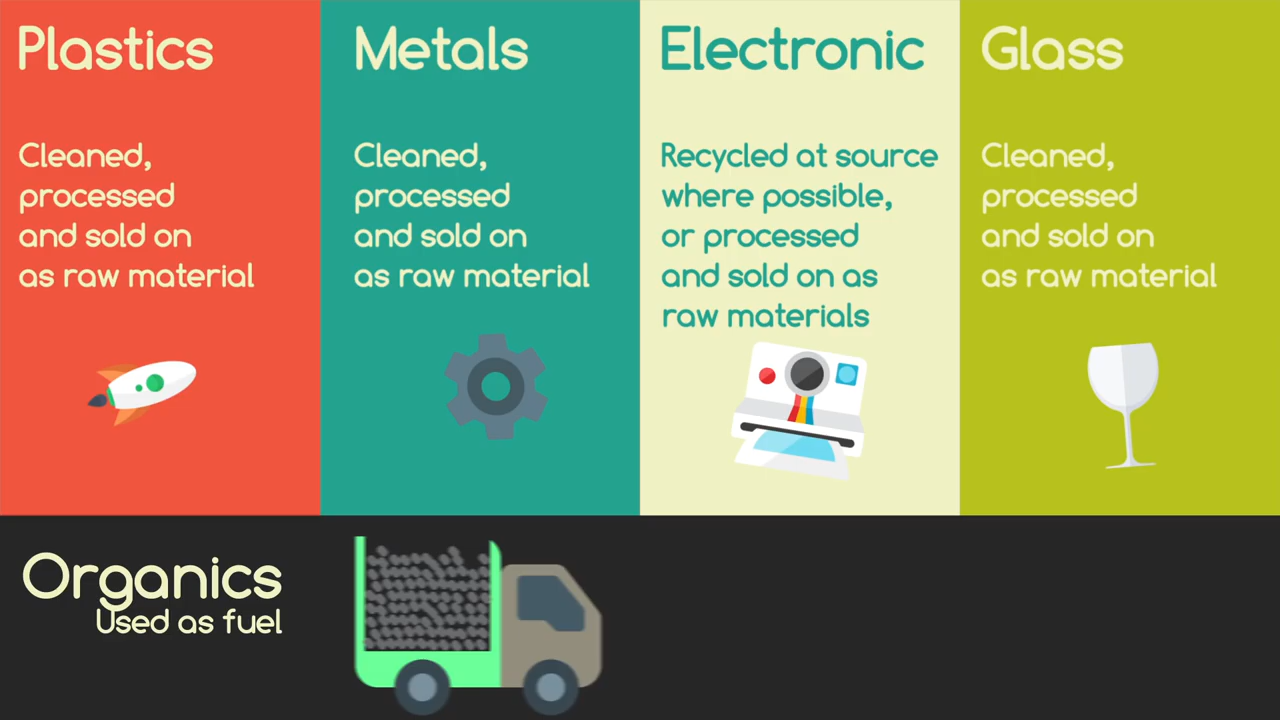 Plastics
Cleaned,
processed
and sold on
as raw material
Metals
Cleaned,
processed
and sold on
as raw material
Electronic
Recycled at source
where possible,
or processed
and sold on as
raw materials
Glass
Cleaned,
processed
and sold on
as raw material
Organics
Used as fuel